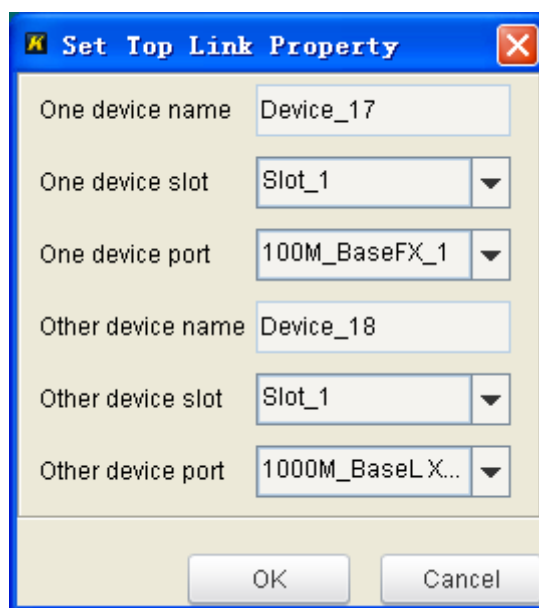 Set Top Link Property
One device name Device_17
One device slot Slot_1
One device port 100M_BaseFX_1
Other device name Device_18
Other device slot Slot_1
Other device port 1000M_BaseLX...
OK Cancel